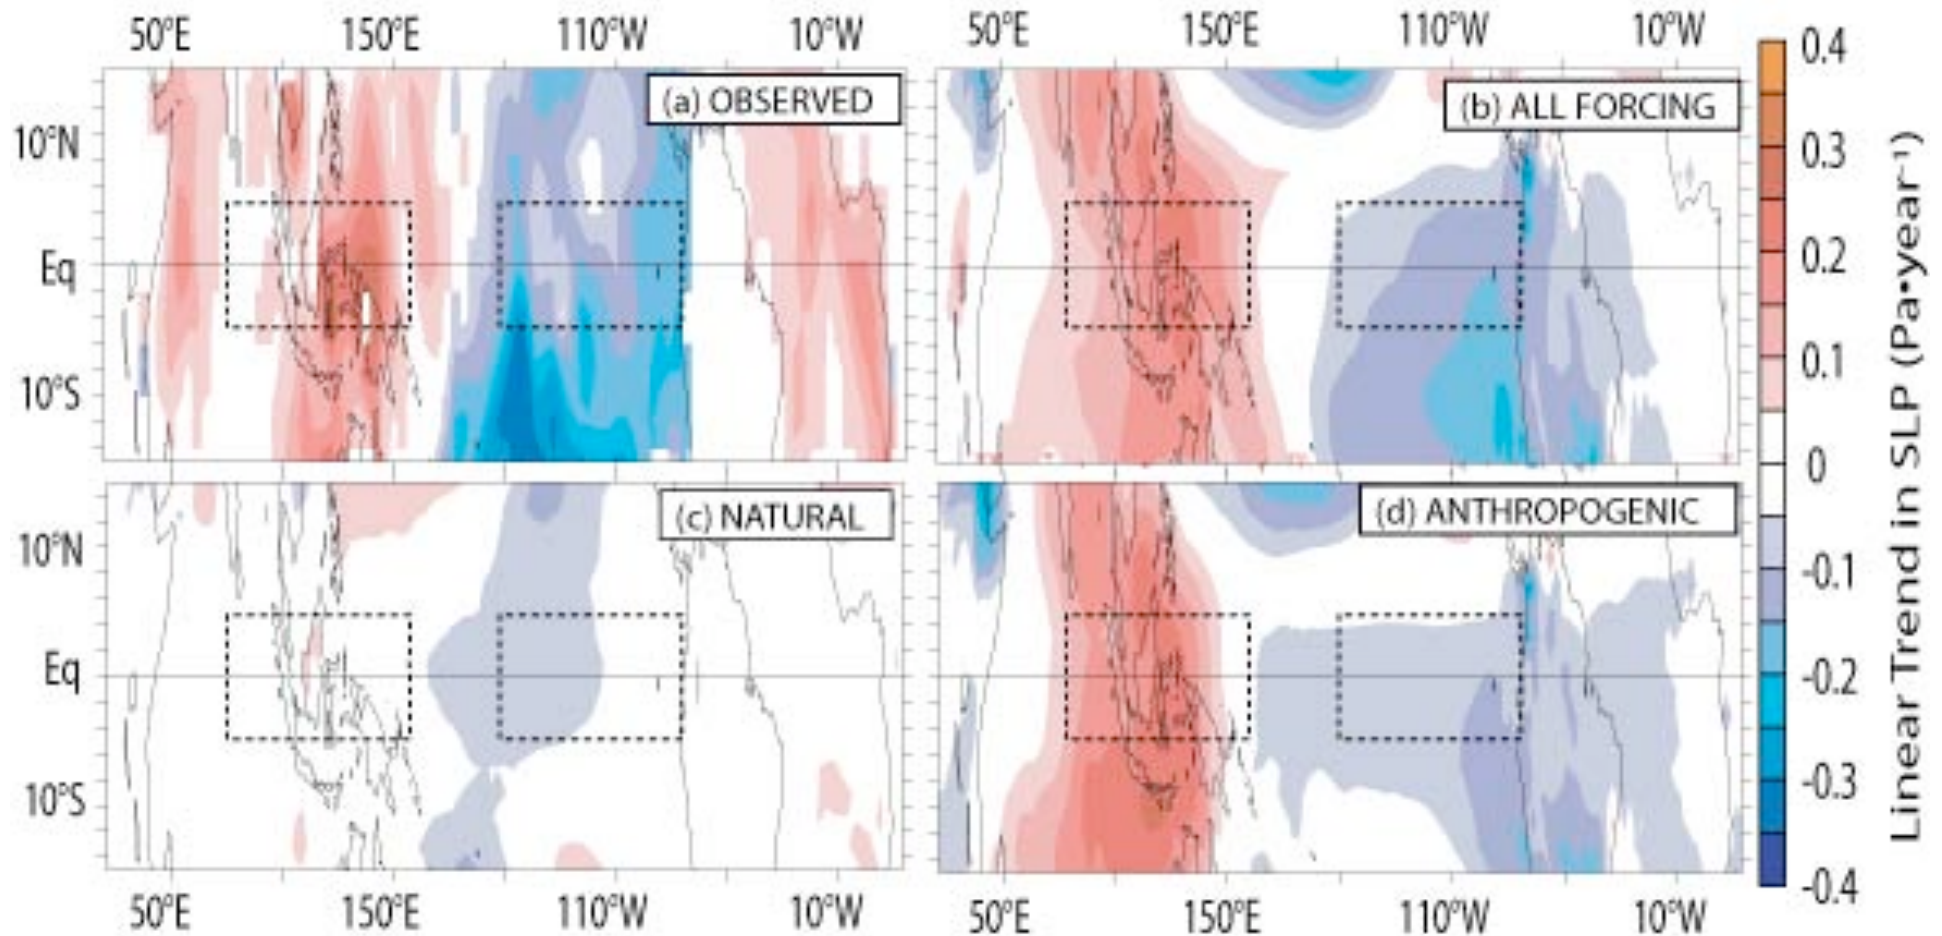 50°E 150°E 110°W 10°W 50°E 150°E 110°W 10°W
(a) OBSERVED
(b) ALL FORCING
10°N
Eq
10°S
(c) NATURAL
(d) ANTHROPOGENIC
10°N
Eq
10°S
50°E 150°E 110°W 10°W 50°E 150°E 110°W 10°W
0.4
0.3
0.2
0.1
0
-0.1
-0.2
-0.3
-0.4
Linear Trend in SLP (Pa•year⁻¹)